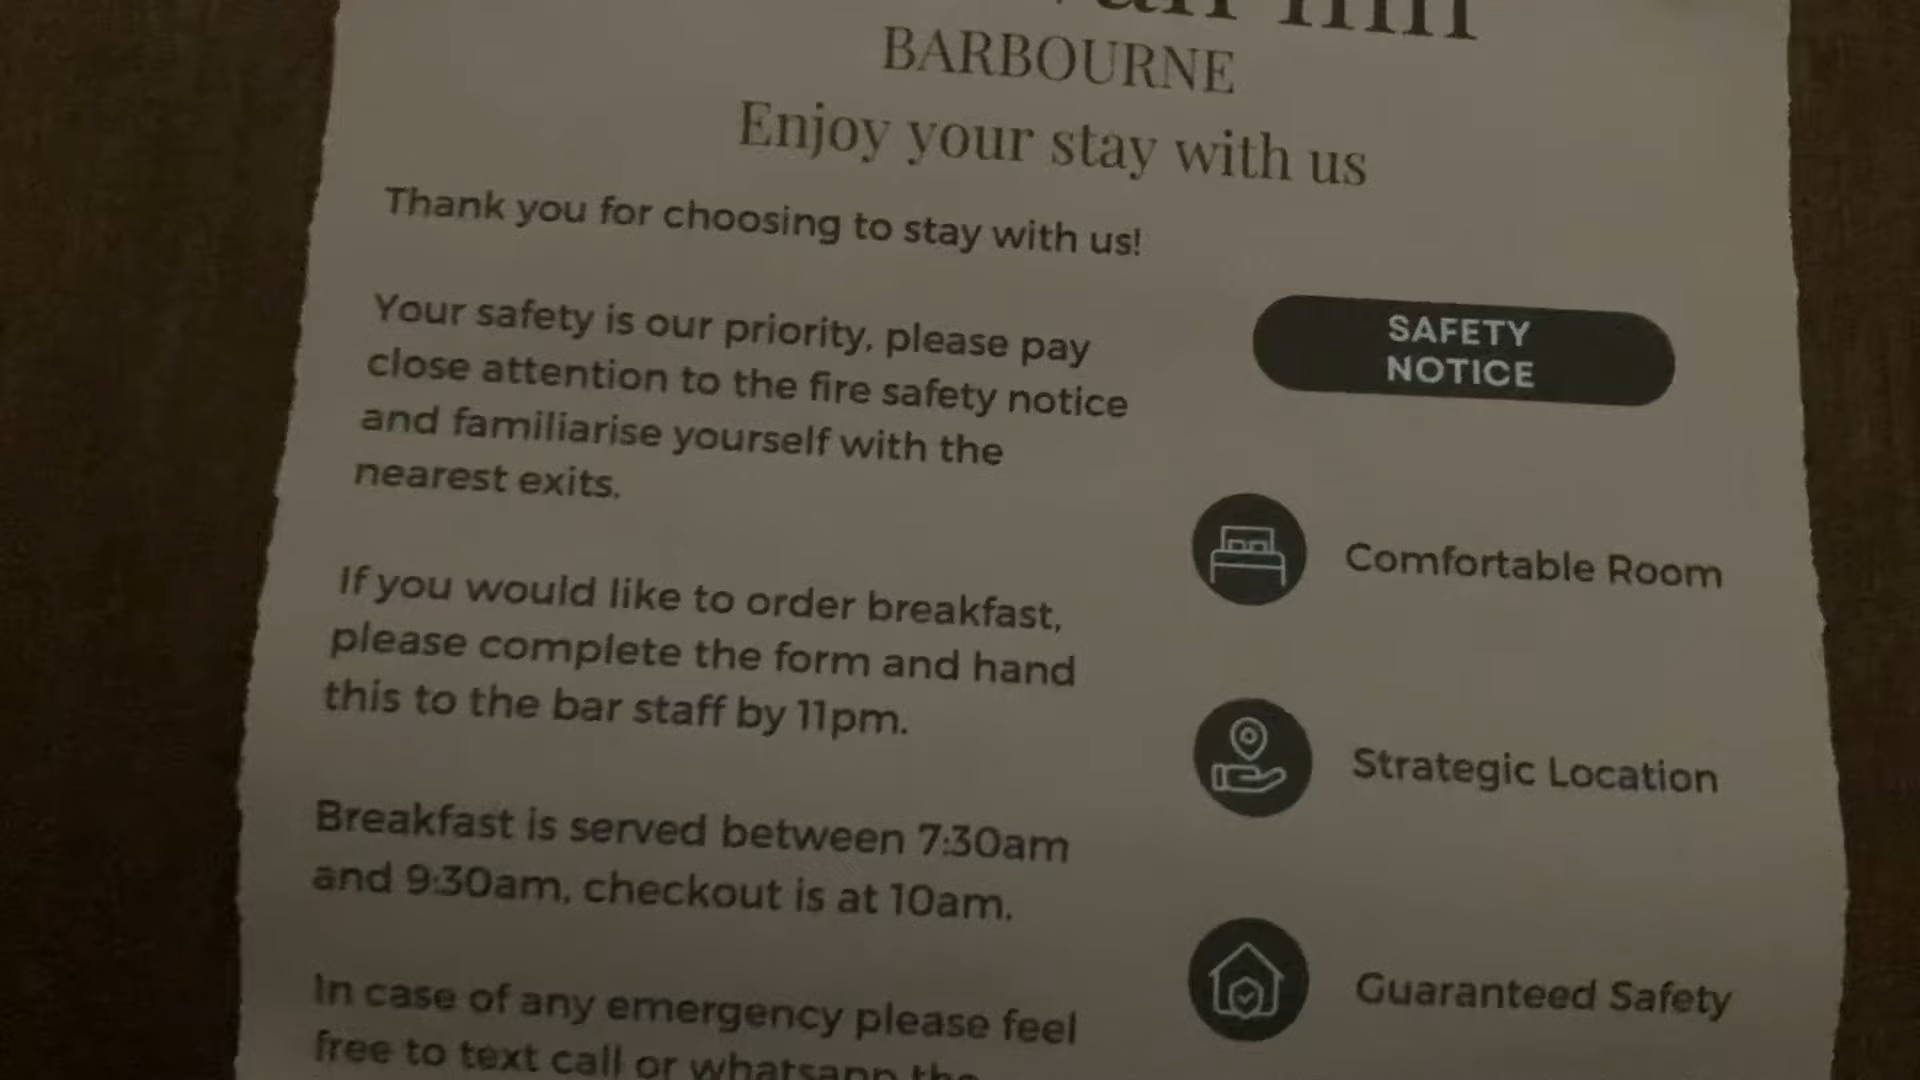 BARBOURNE
Enjoy your stay with us
Thank you for choosing to stay with us!
Your safety is our priority, please pay
close attention to the fire safety notice
and familiarise yourself with the
nearest exits.
If you would like to order breakfast,
please complete the form and hand
this to the bar staff by 11pm.
Breakfast is served between 7:30am
and 9:30am, checkout is at 10am.
In case of any emergency please feel
free to text call or whatsapp the
SAFETY
NOTICE
Comfortable Room
Strategic Location
Guaranteed Safety